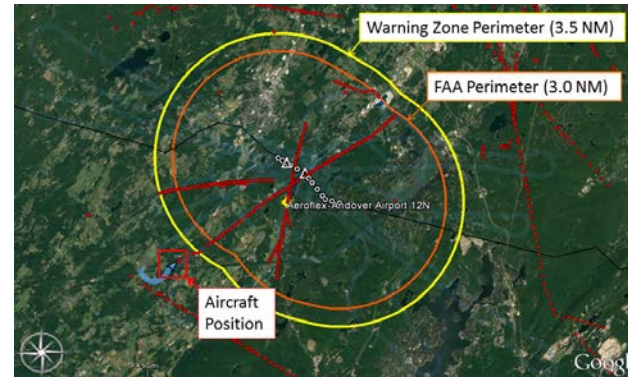 Warning Zone Perimeter (3.5 NM)
FAA Perimeter (3.0 NM)
Aeroflex-Andover Airport 12N
Aircraft
Position
Google